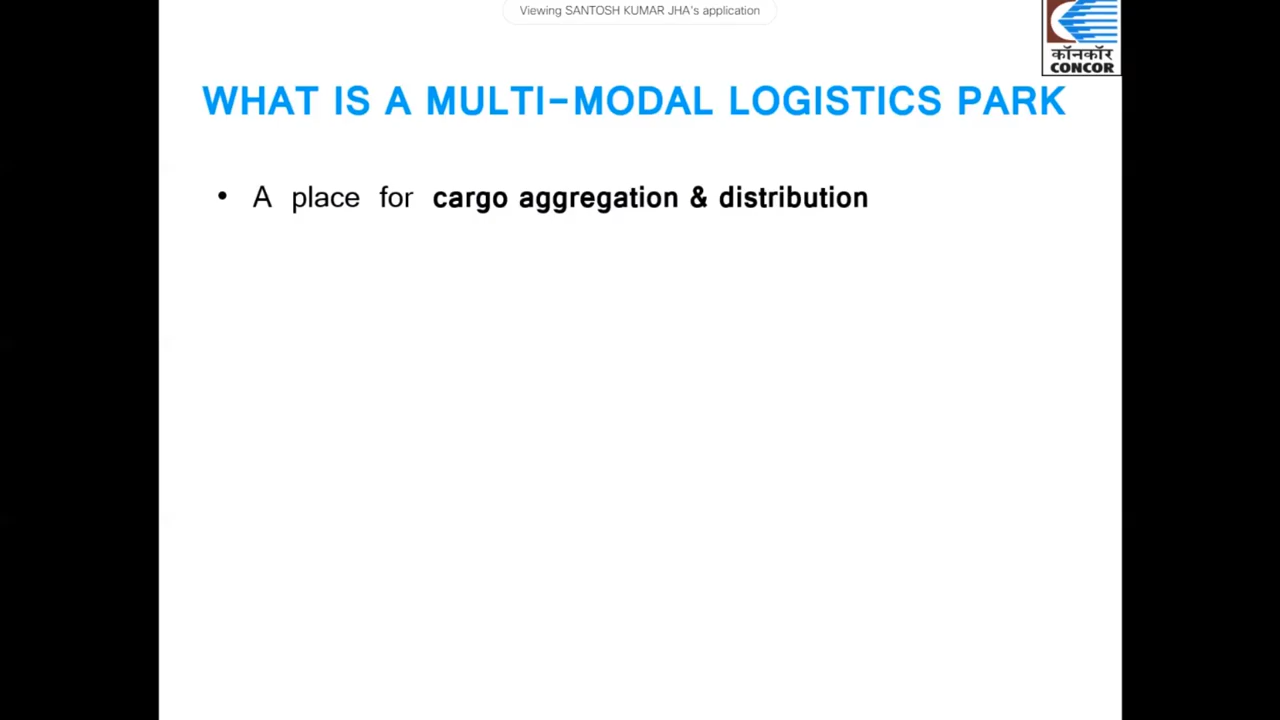 Viewing SANTOSH KUMAR JHA's application
कॉनकॉर
CONCOR
WHAT IS A MULTI-MODAL LOGISTICS PARK
• A place for cargo aggregation & distribution